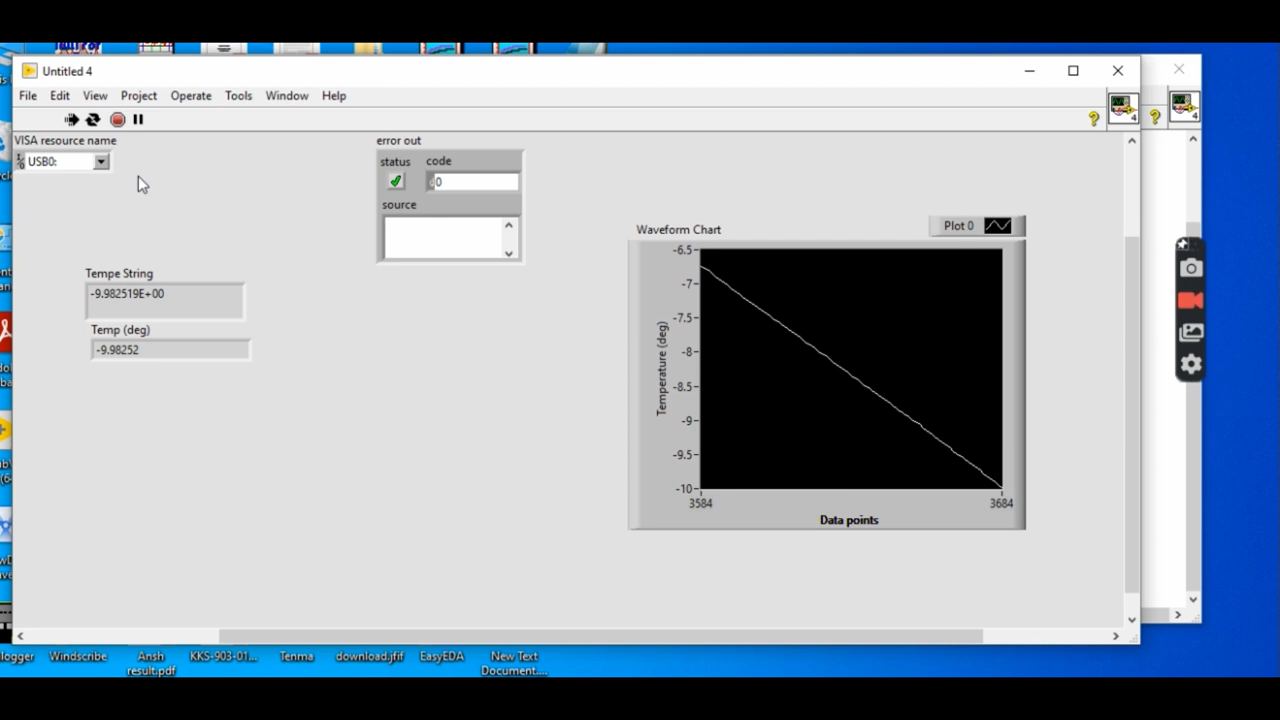 Untitled 4
File Edit View Project Operate Tools Window Help
4
4
VISA resource name
USB0:
error out
status code
0
source
Tempe String
-9.982519E+00
Temp (deg)
-9.98252
Waveform Chart
Plot 0
Temperature (deg)
-6.5
-7
-7.5
-8
-8.5
-9
-9.5
-10
3584 3684
Data points
logger Windscribe Ansh result.pdf KKS-903-01... Tenma download.jfif EasyEDA New Text Document....